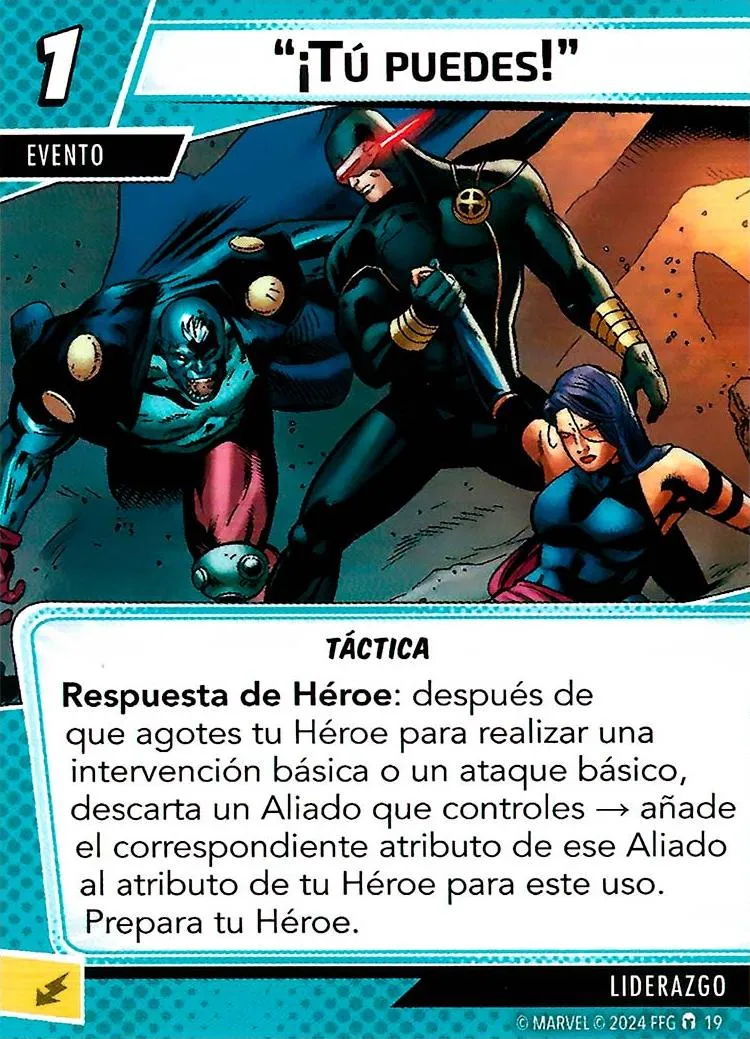 1
“¡TÚ PUEDES!”
EVENTO
TÁCTICA
Respuesta de Héroe: después de
que agotes tu Héroe para realizar una
intervención básica o un ataque básico,
descarta un Aliado que controles → añade
el correspondiente atributo de ese Aliado
al atributo de tu Héroe para este uso.
Prepara tu Héroe.
LIDERAZGO
© MARVEL © 2024 FFG 19